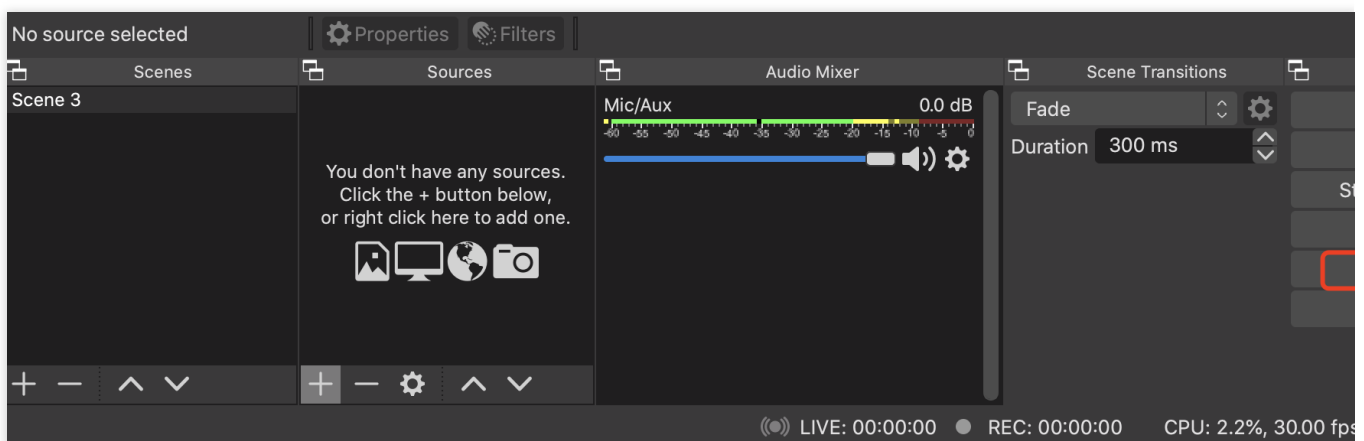 No source selected
Properties
Filters
Scenes
Scene 3
Sources
You don't have any sources.
Click the + button below,
or right click here to add one.
Audio Mixer
Mic/Aux 0.0 dB
-60 -55 -50 -45 -40 -35 -30 -25 -20 -15 -10 -5 0
Scene Transitions
Fade
Duration 300 ms
St
LIVE: 00:00:00 REC: 00:00:00 CPU: 2.2%, 30.00 fps